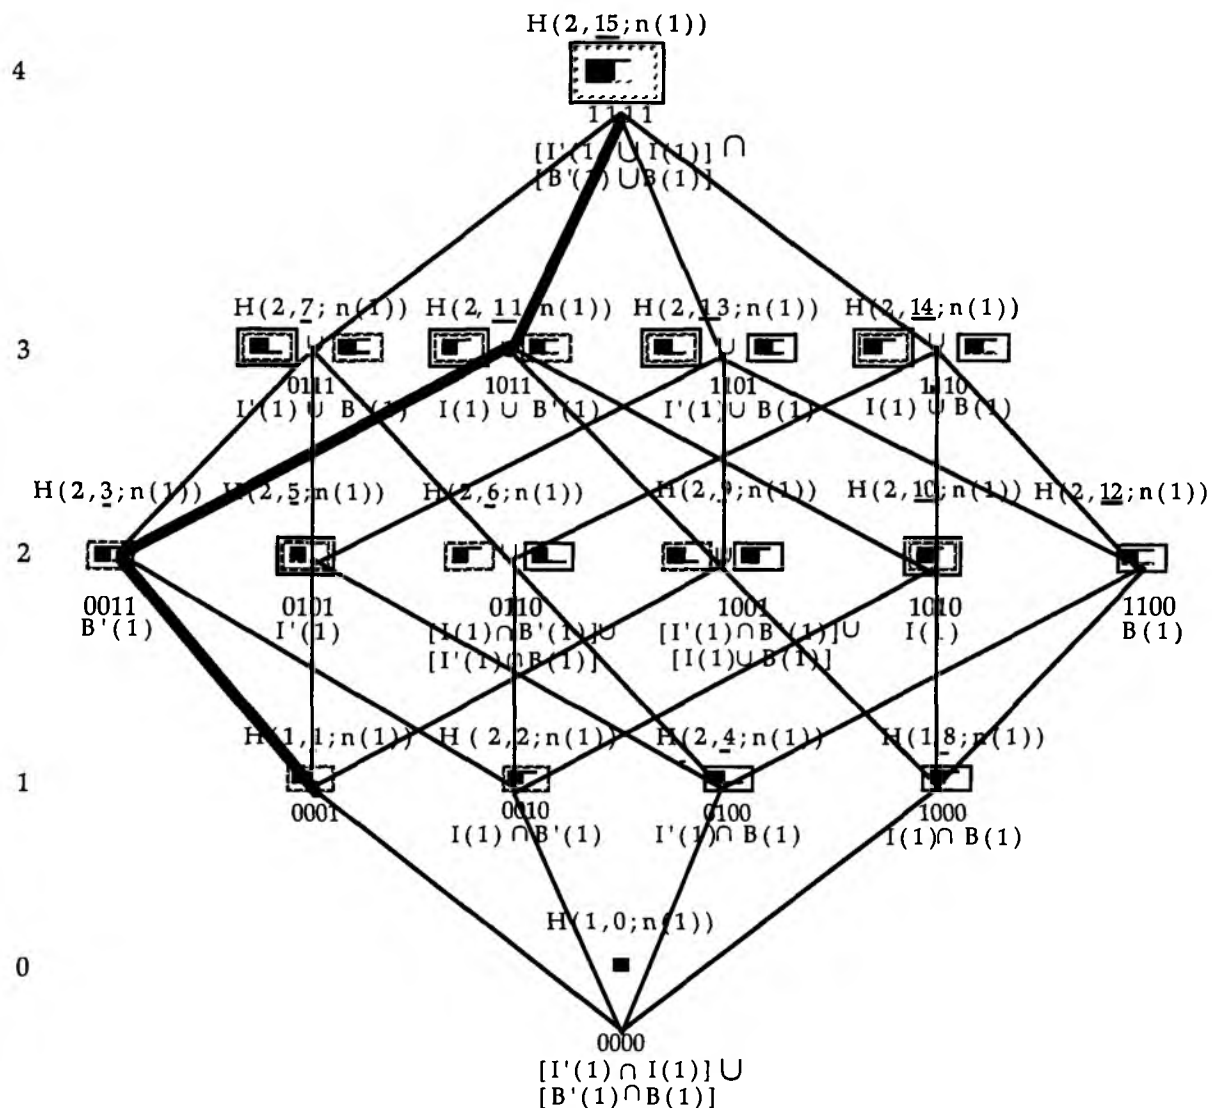 H(2,15;n(1))
4
1111
[I'(1) ∪ I(1)] ∩
[B'(1) ∪ B(1)]
H(2,7; n(1)) H(2, 11; n(1)) H(2,13;n(1)) H(2,14;n(1))
3
∪ ∪ ∪
0111 1011 1101 1110
I'(1) ∪ B'(1) I(1) ∪ B'(1) I'(1) ∪ B(1) I(1) ∪ B(1)
H(2,3;n(1)) H(2,5;n(1)) H(2,6;n(1)) H(2,9;n(1)) H(2,10;n(1)) H(2,12;n(1))
2
∪
0011 0101 0110 1001 1010 1100
B'(1) I'(1) [I(1)∩B'(1)]∪ [I'(1)∩B'(1)]∪ I(1) B(1)
[I'(1)∩B(1)] [I(1)∪B(1)]
H(1,1;n(1)) H(2,2;n(1)) H(2,4;n(1)) H(1,8;n(1))
1
0001 0010 0100 1000
I(1)∩B'(1) I'(1)∩B(1) I(1)∩B(1)
H(1,0;n(1))
0
0000
[I'(1) ∩ I(1)] ∪
[B'(1)∩B(1)]